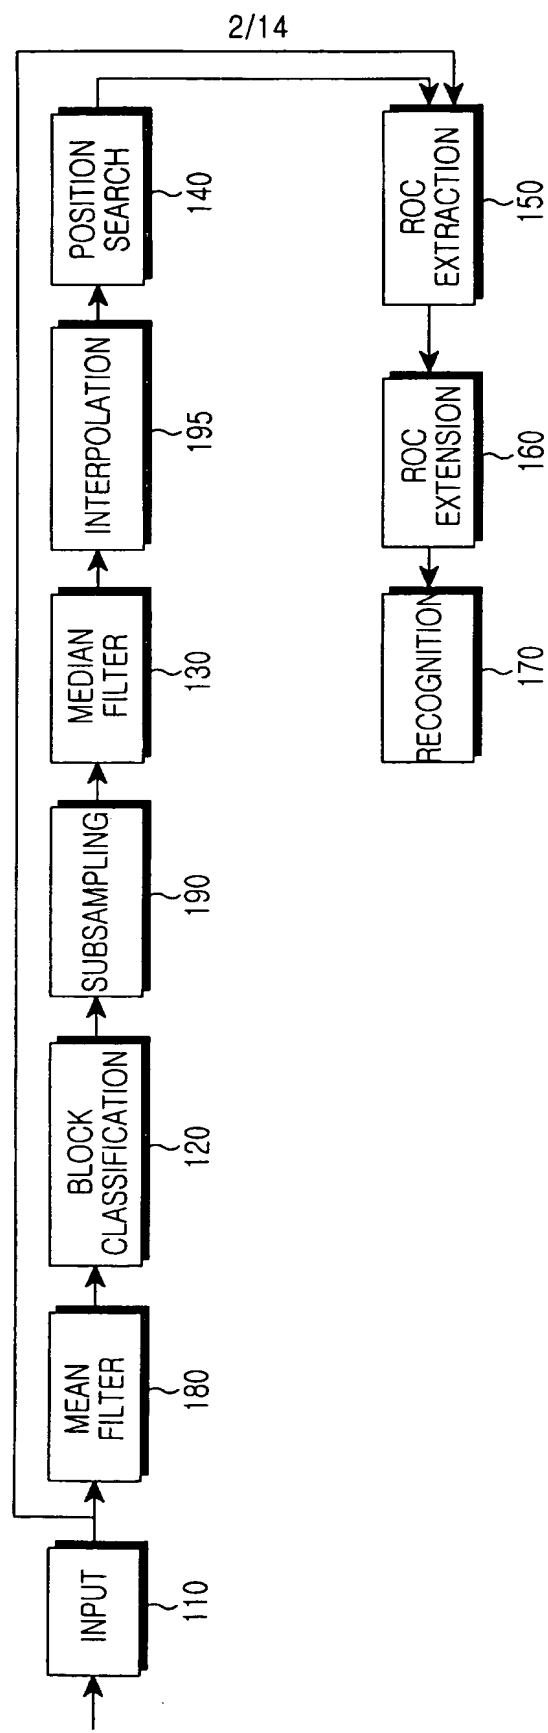 2/14
INPUT
110
MEAN
FILTER
180
BLOCK
CLASSIFICATION
120
SUBSAMPLING
190
MEDIAN
FILTER
130
INTERPOLATION
195
POSITION
SEARCH
140
ROC
EXTRACTION
150
ROC
EXTENSION
160
RECOGNITION
170